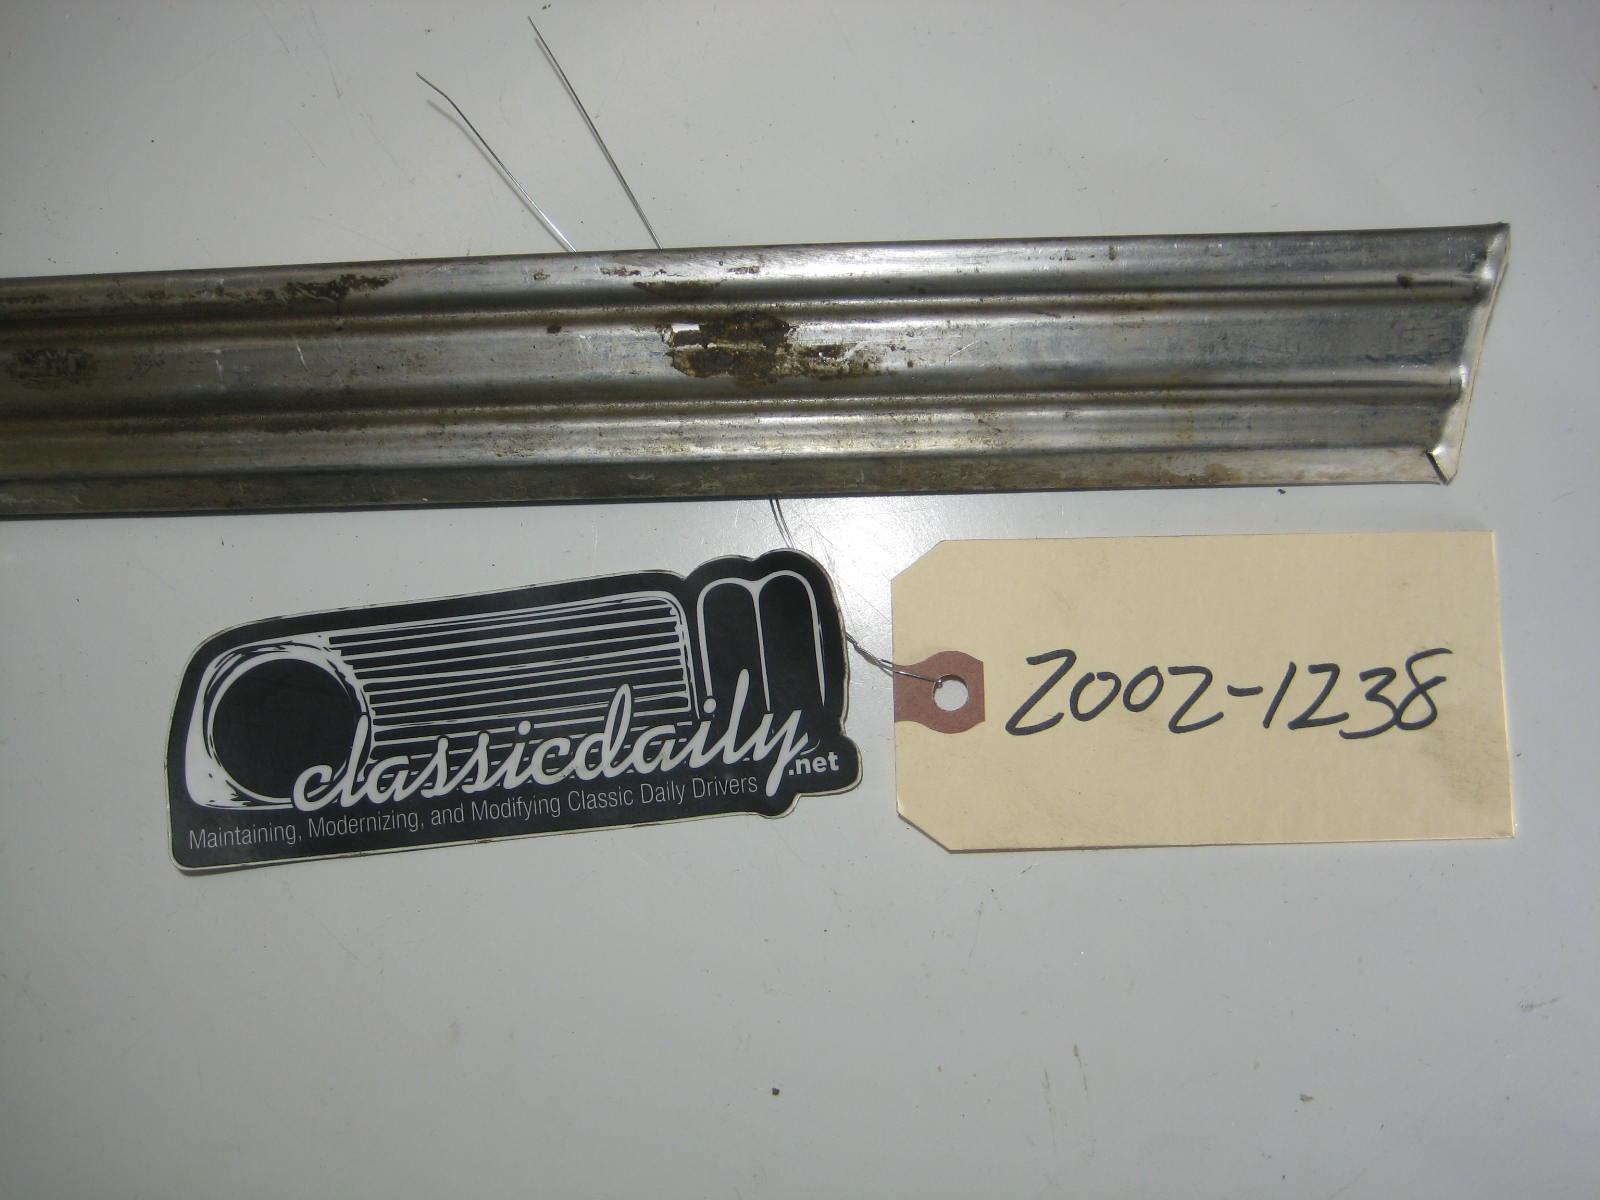 classicdaily
.net
Maintaining, Modernizing, and Modifying Classic Daily Drivers
2002-1238